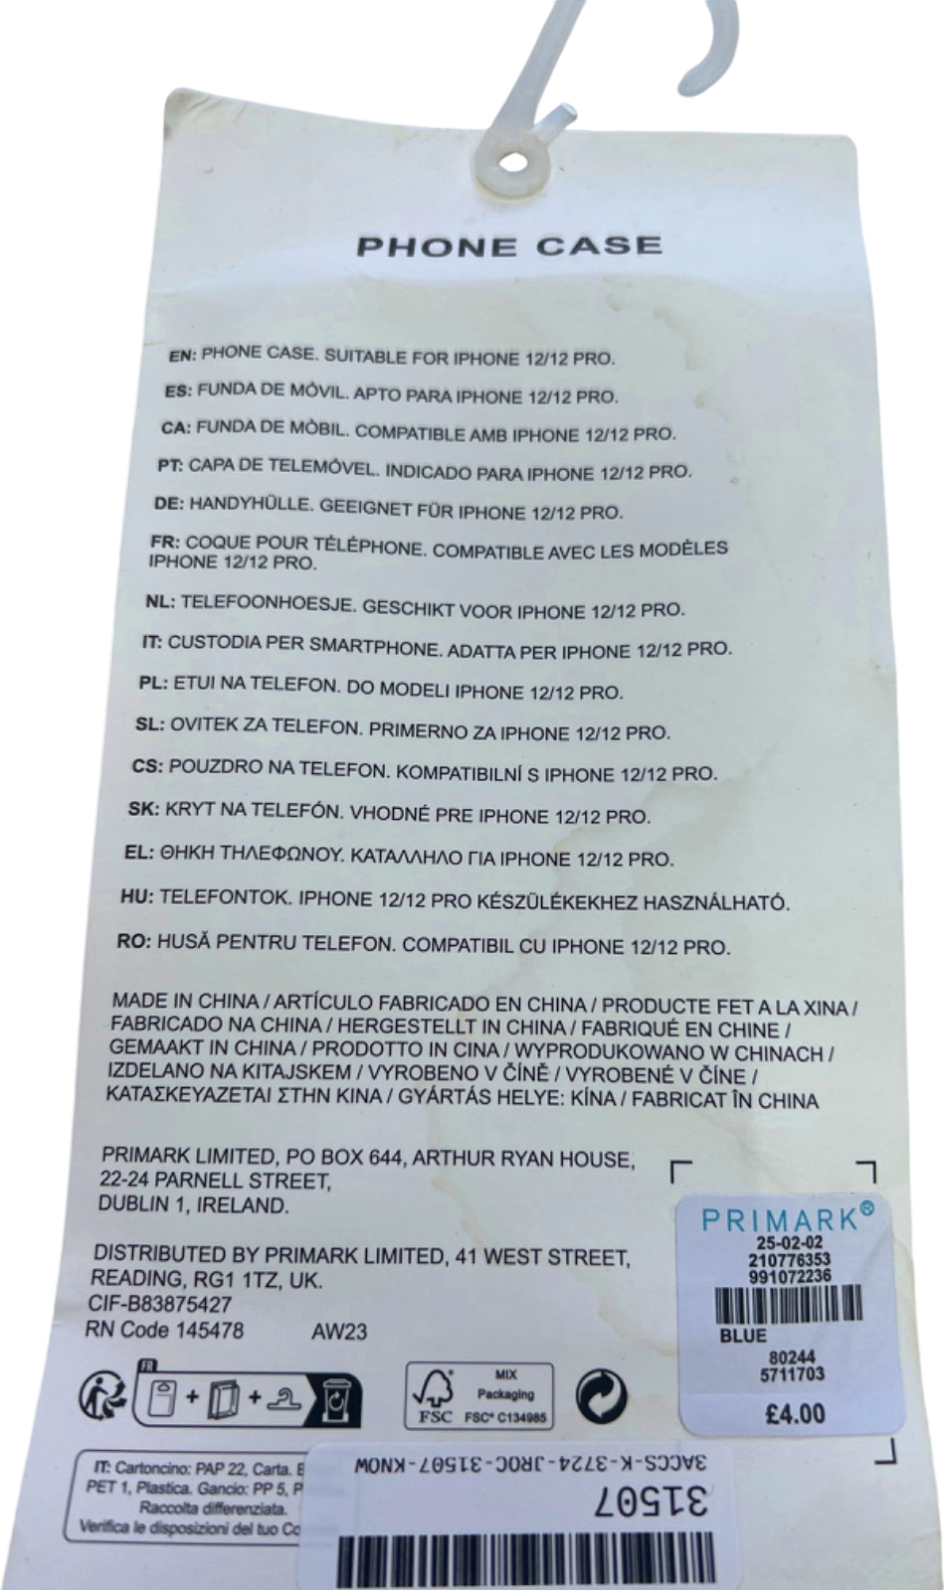 PHONE CASE
EN: PHONE CASE. SUITABLE FOR IPHONE 12/12 PRO.
ES: FUNDA DE MÓVIL. APTO PARA IPHONE 12/12 PRO.
CA: FUNDA DE MÒBIL. COMPATIBLE AMB IPHONE 12/12 PRO.
PT: CAPA DE TELEMÓVEL. INDICADO PARA IPHONE 12/12 PRO.
DE: HANDYHÜLLE. GEEIGNET FÜR IPHONE 12/12 PRO.
FR: COQUE POUR TÉLÉPHONE. COMPATIBLE AVEC LES MODÈLES
IPHONE 12/12 PRO.
NL: TELEFOONHOESJE. GESCHIKT VOOR IPHONE 12/12 PRO.
IT: CUSTODIA PER SMARTPHONE. ADATTA PER IPHONE 12/12 PRO.
PL: ETUI NA TELEFON. DO MODELI IPHONE 12/12 PRO.
SL: OVITEK ZA TELEFON. PRIMERNO ZA IPHONE 12/12 PRO.
CS: POUZDRO NA TELEFON. KOMPATIBILNÍ S IPHONE 12/12 PRO.
SK: KRYT NA TELEFÓN. VHODNÉ PRE IPHONE 12/12 PRO.
EL: ΘΗΚΗ ΤΗΛΕΦΩΝΟΥ. ΚΑΤΑΛΛΗΛΟ ΓΙΑ IPHONE 12/12 PRO.
HU: TELEFONTOK. IPHONE 12/12 PRO KÉSZÜLÉKEKHEZ HASZNÁLHATÓ.
RO: HUSĂ PENTRU TELEFON. COMPATIBIL CU IPHONE 12/12 PRO.
MADE IN CHINA / ARTÍCULO FABRICADO EN CHINA / PRODUCTE FET A LA XINA /
FABRICADO NA CHINA / HERGESTELLT IN CHINA / FABRIQUÉ EN CHINE /
GEMAAKT IN CHINA / PRODOTTO IN CINA / WYPRODUKOWANO W CHINACH /
IZDELANO NA KITAJSKEM / VYROBENO V ČÍNĚ / VYROBENÉ V ČÍNE /
ΚΑΤΑΣΚΕΥΑΖΕΤΑΙ ΣΤΗΝ ΚΙΝΑ / GYÁRTÁS HELYE: KÍNA / FABRICAT ÎN CHINA
PRIMARK LIMITED, PO BOX 644, ARTHUR RYAN HOUSE,
22-24 PARNELL STREET,
DUBLIN 1, IRELAND.
DISTRIBUTED BY PRIMARK LIMITED, 41 WEST STREET,
READING, RG1 1TZ, UK.
CIF-B83875427
RN Code 145478 AW23
PRIMARK®
25-02-02
210776353
991072236
BLUE
80244
5711703
£4.00
FR
MIX
Packaging
FSC FSC® C134985
IT: Cartoncino: PAP 22, Carta. B
PET 1, Plastica. Gancio: PP 5, P
Raccolta differenziata.
Verifica le disposizioni del tuo Co
3ACCS-K-3724-JROC-31507-KNOW
31507